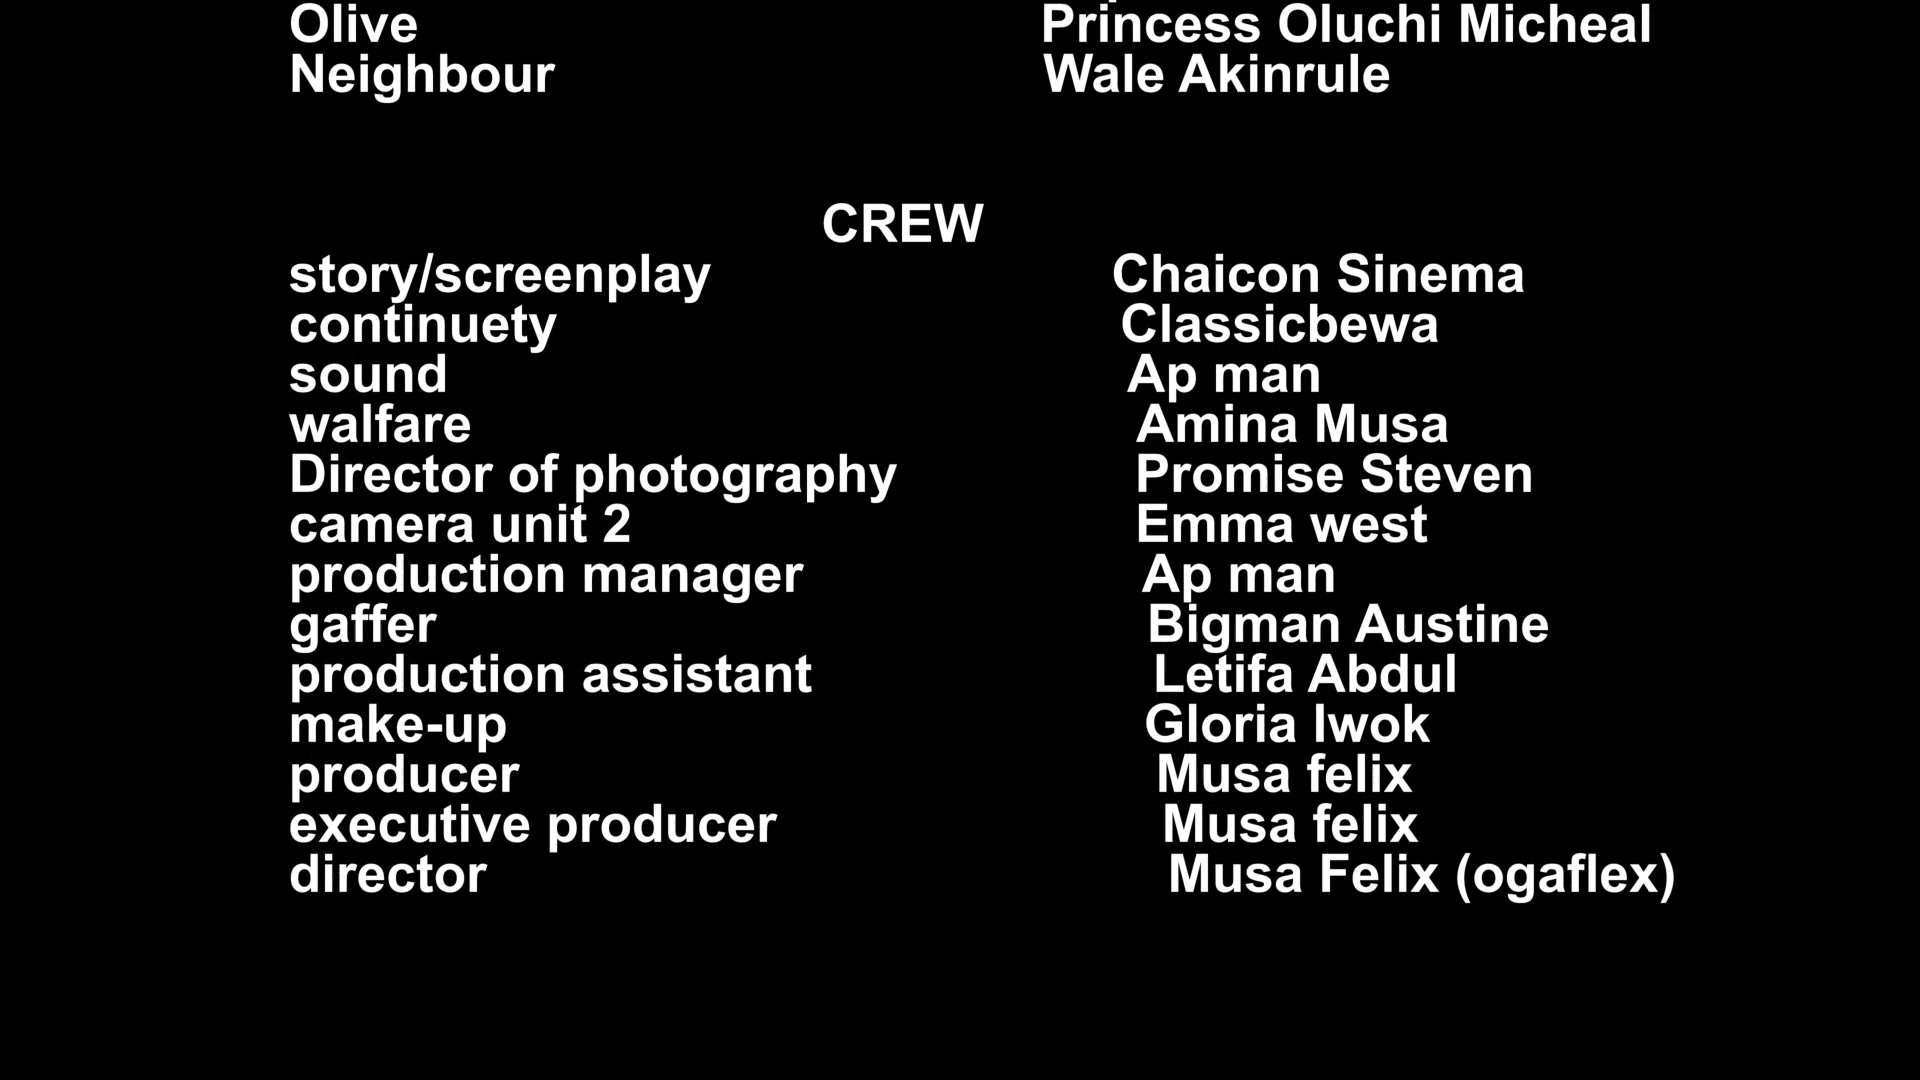 Olive Princess Oluchi Micheal
Neighbour Wale Akinrule
CREW
story/screenplay Chaicon Sinema
continuety Classicbewa
sound Ap man
walfare Amina Musa
Director of photography Promise Steven
camera unit 2 Emma west
production manager Ap man
gaffer Bigman Austine
production assistant Letifa Abdul
make-up Gloria Iwok
producer Musa felix
executive producer Musa felix
director Musa Felix (ogaflex)